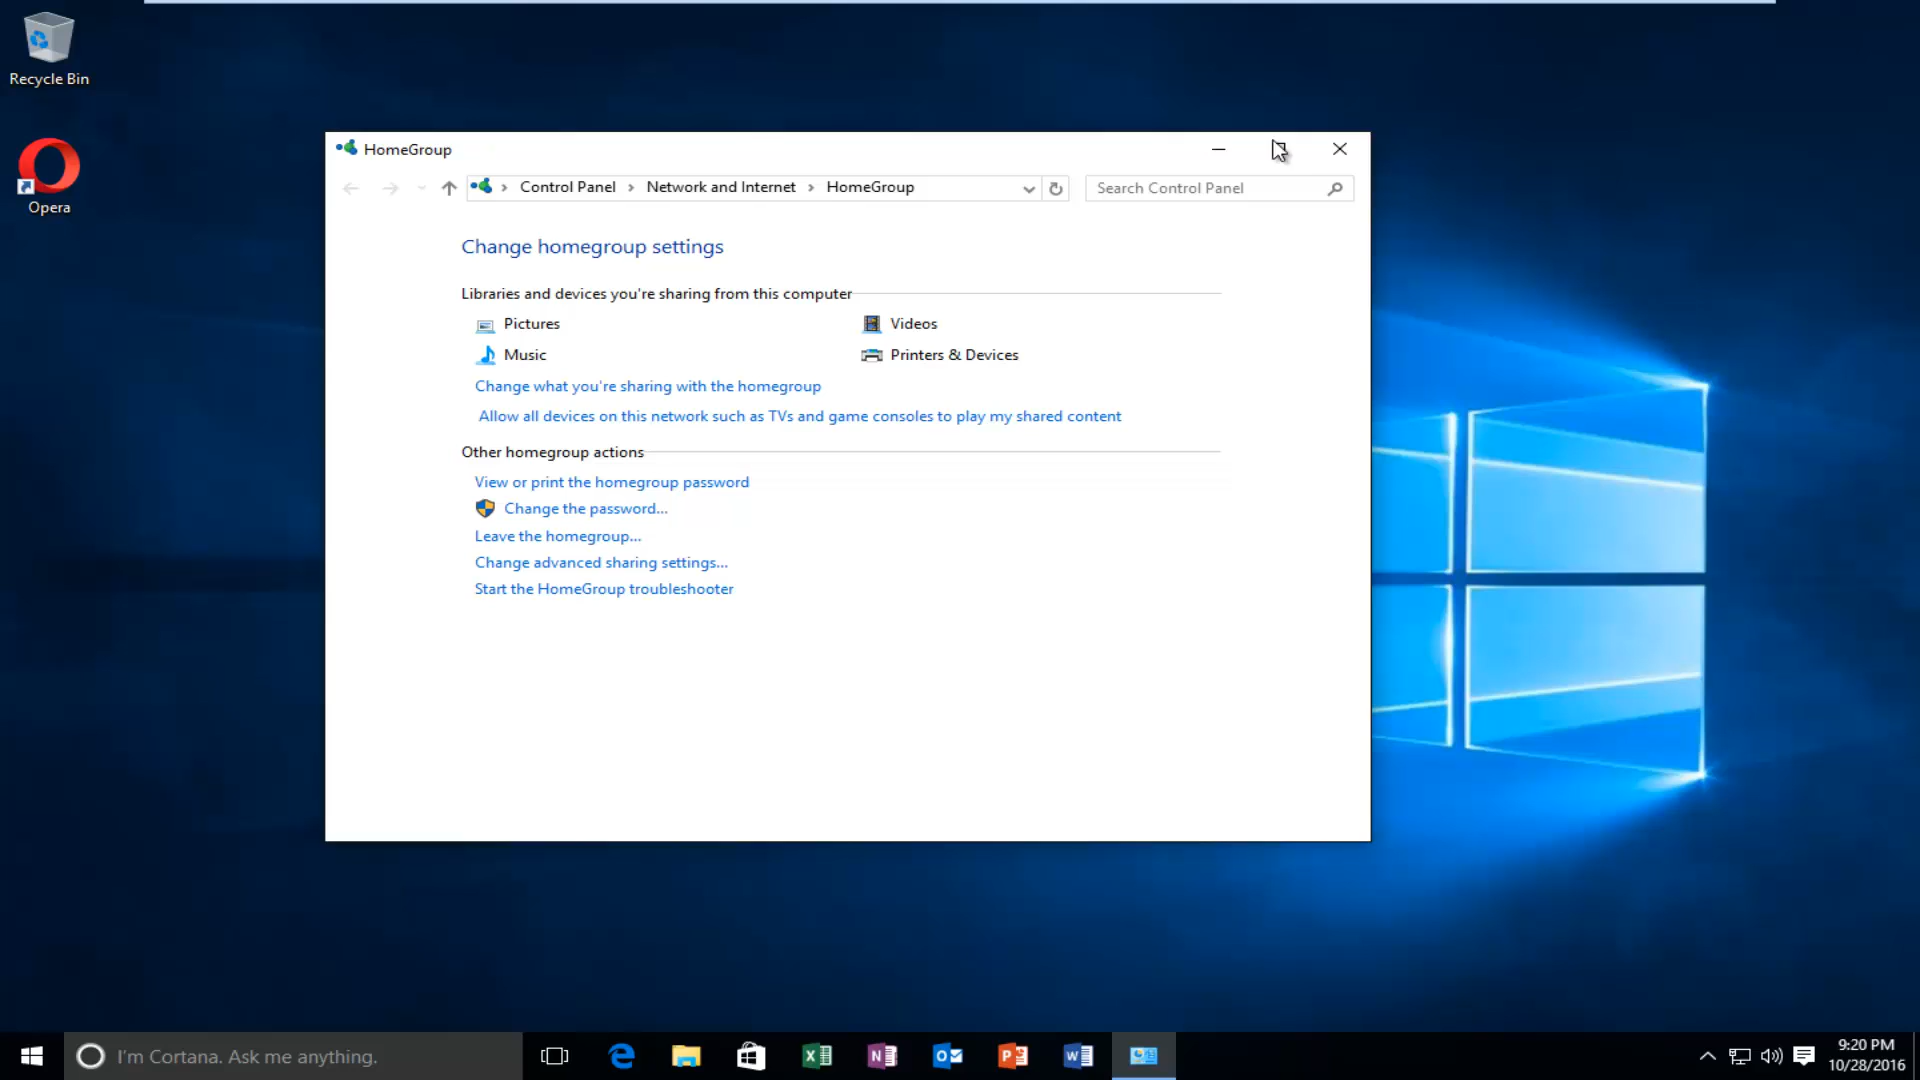 Recycle Bin
Opera
HomeGroup
Control Panel > Network and Internet > HomeGroup
Search Control Panel
Change homegroup settings
Libraries and devices you're sharing from this computer
Pictures Videos
Music Printers & Devices
Change what you're sharing with the homegroup
Allow all devices on this network such as TVs and game consoles to play my shared content
Other homegroup actions
View or print the homegroup password
Change the password...
Leave the homegroup...
Change advanced sharing settings...
Start the HomeGroup troubleshooter
I'm Cortana. Ask me anything.
9:20 PM
10/28/2016